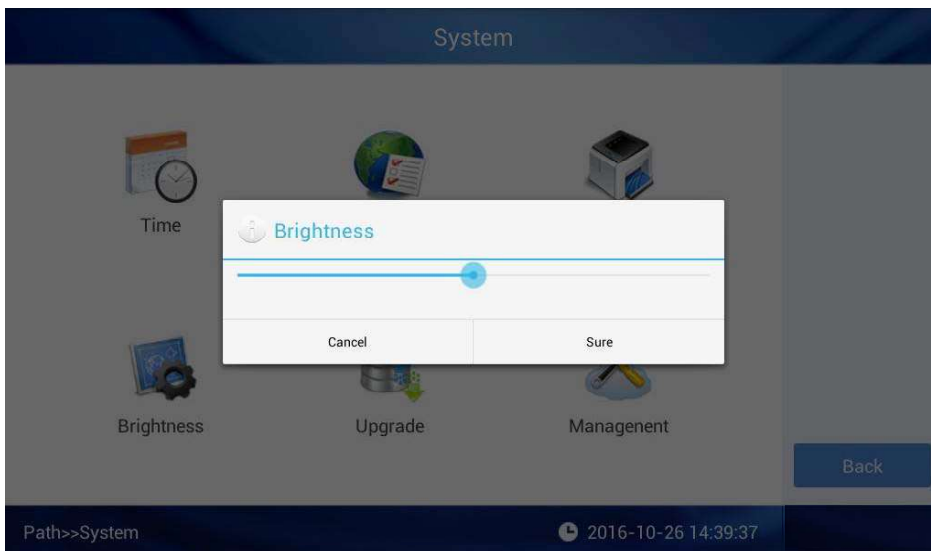 System
Time
Brightness
Cancel
Sure
Brightness
Upgrade
Managenent
Back
Path>>System
2016-10-26 14:39:37